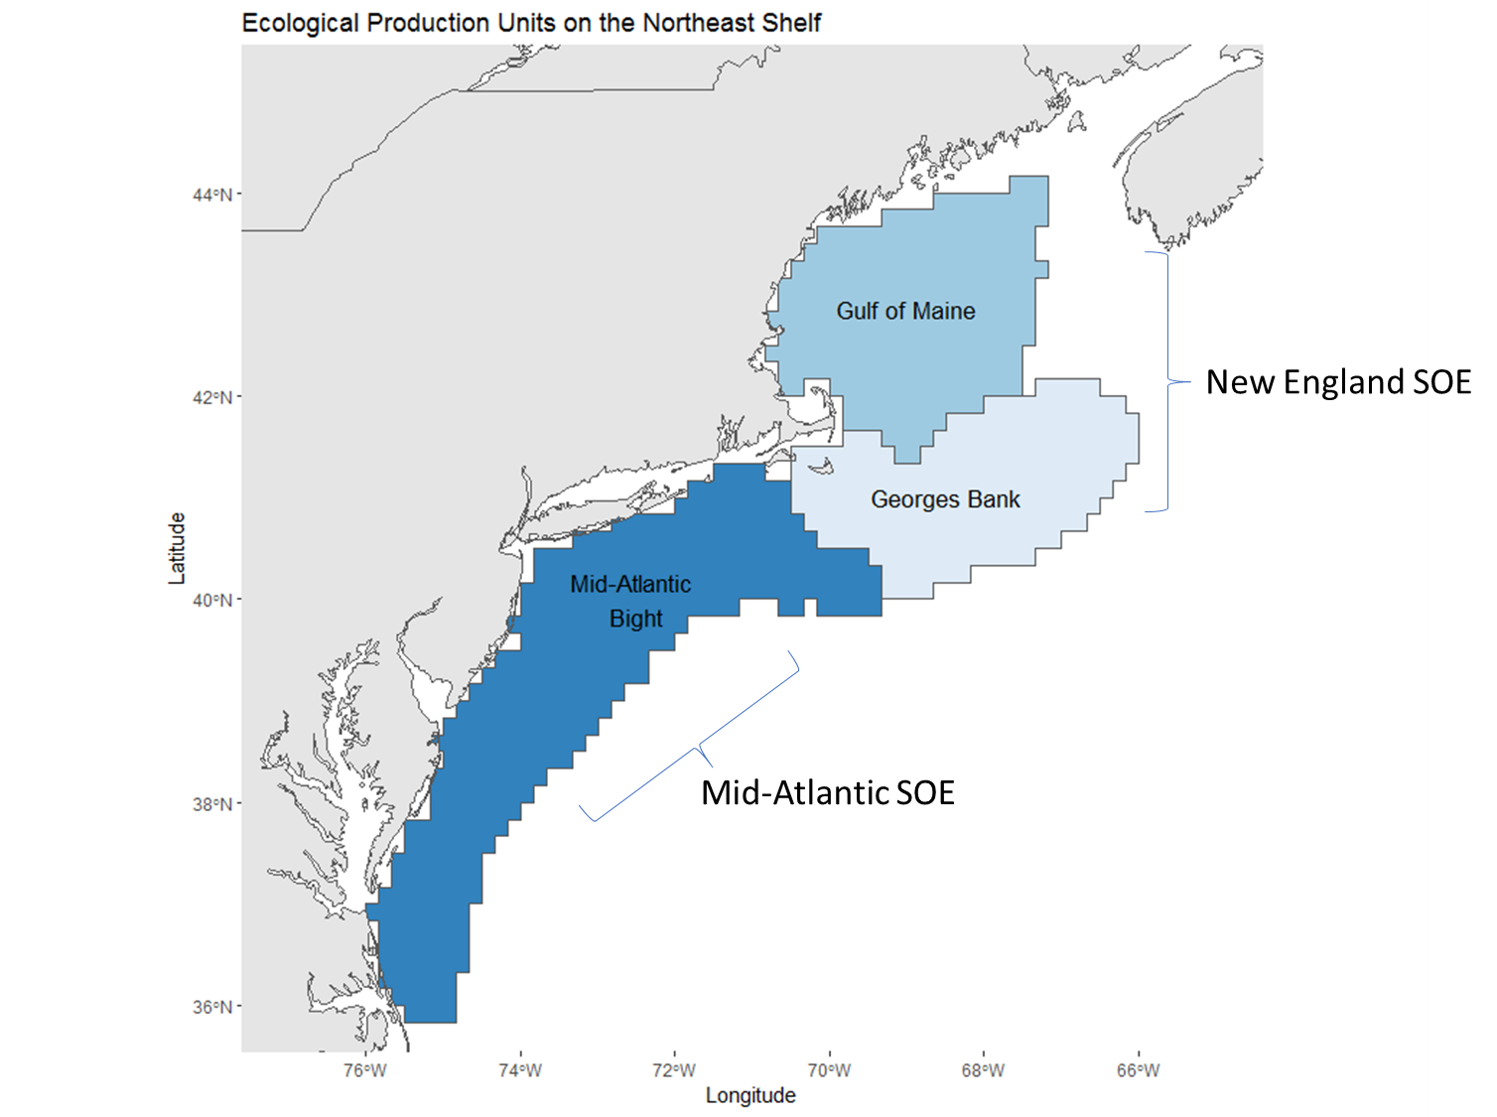 Ecological Production Units on the Northeast Shelf
44°N
42°N
40°N
38°N
36°N
Latitude
Gulf of Maine
New England SOE
Georges Bank
Mid-Atlantic
Bight
Mid-Atlantic SOE
76°W
74°W
72°W
70°W
68°W
66°W
Longitude